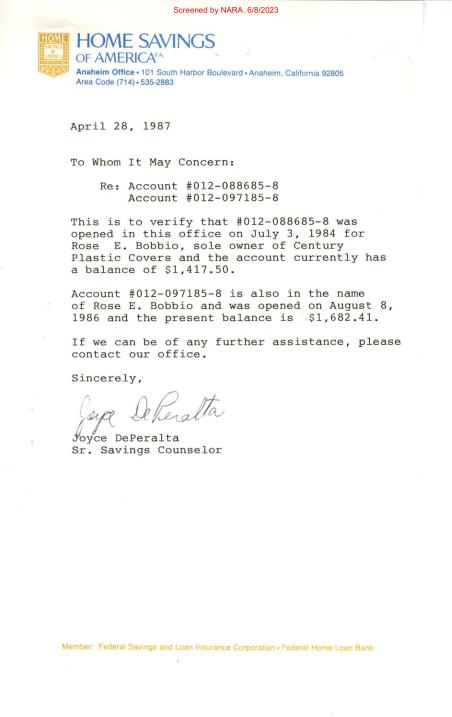 Screened by NARA, 6/8/2023
HOME
SAVINGS
OF
AMERICA
HOME SAVINGS
OF AMERICA FA
Anaheim Office • 101 South Harbor Boulevard • Anaheim, California 92805
Area Code (714) • 535-2883
April 28, 1987
To Whom It May Concern:
Re: Account #012-088685-8
Account #012-097185-8
This is to verify that #012-088685-8 was
opened in this office on July 3, 1984 for
Rose E. Bobbio, sole owner of Century
Plastic Covers and the account currently has
a balance of $1,417.50.
Account #012-097185-8 is also in the name
of Rose E. Bobbio and was opened on August 8,
1986 and the present balance is $1,682.41.
If we can be of any further assistance, please
contact our office.
Sincerely,
Joyce DePeralta
Joyce DePeralta
Sr. Savings Counselor
Member: Federal Savings and Loan Insurance Corporation • Federal Home Loan Bank